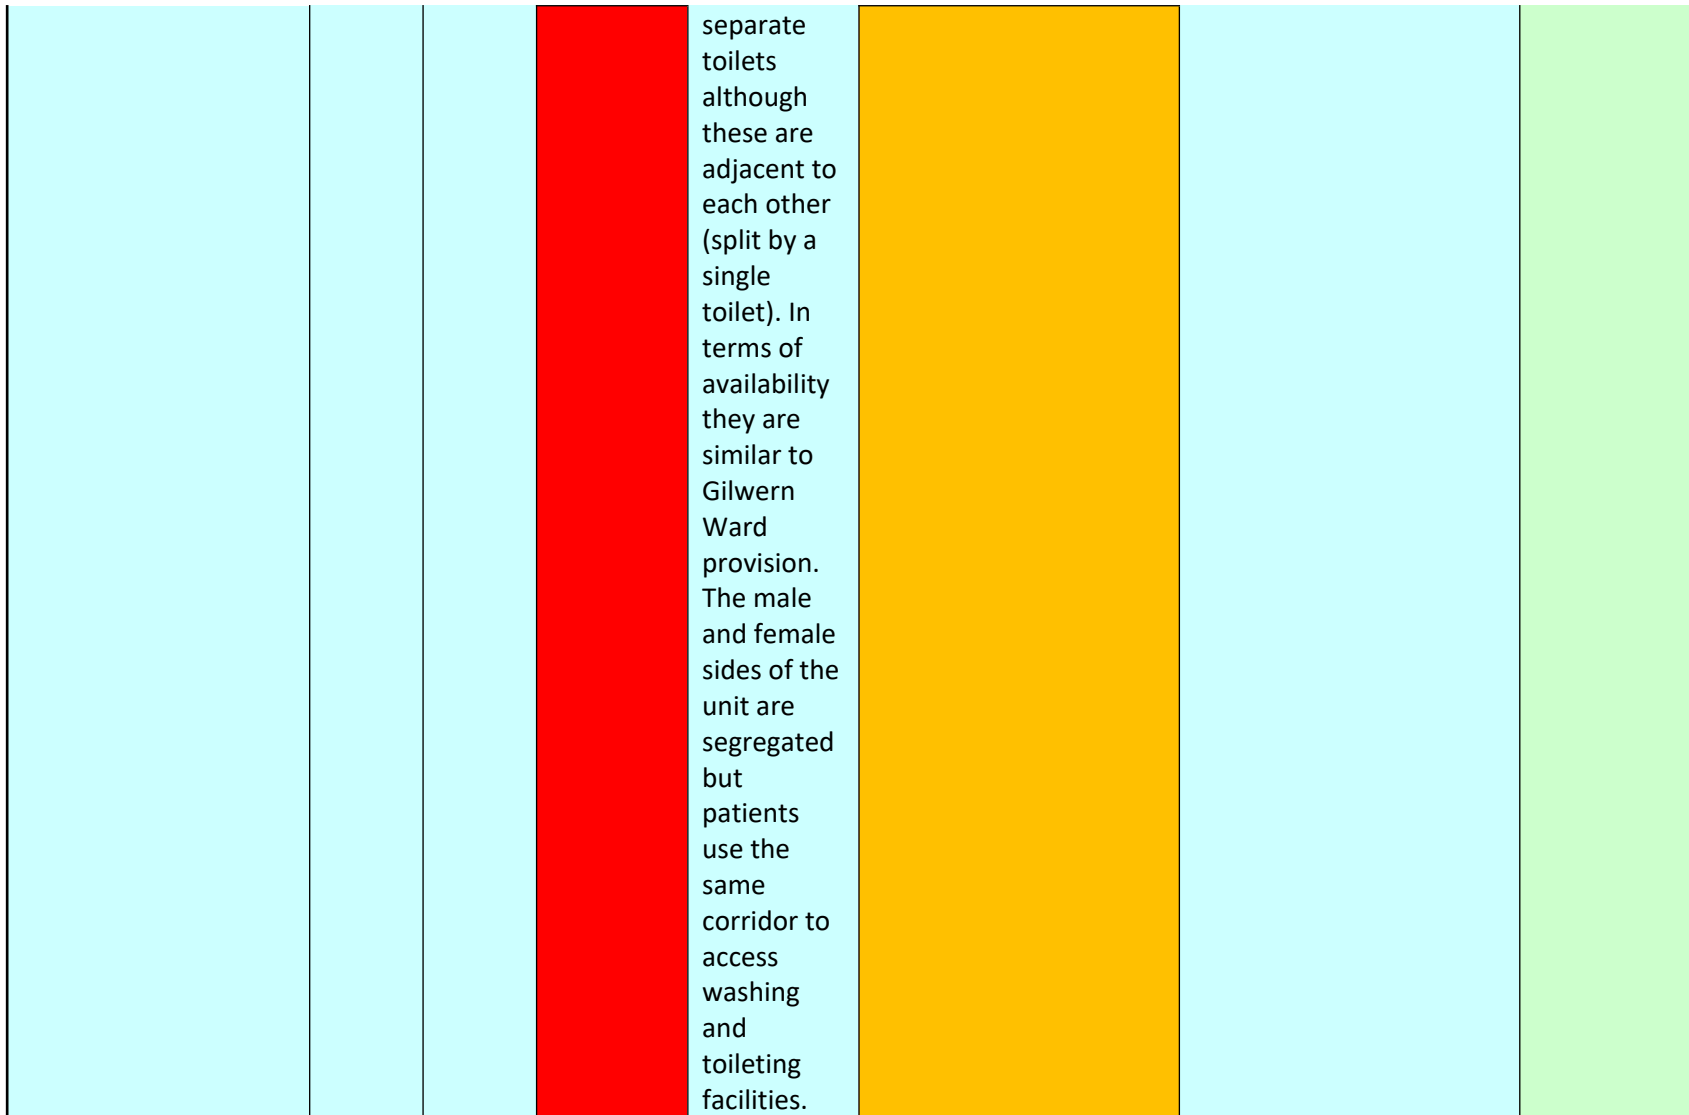 separate
toilets
although
these are
adjacent to
each other
(split by a
single
toilet). In
terms of
availability
they are
similar to
Gilwern
Ward
provision.
The male
and female
sides of the
unit are
segregated
but
patients
use the
same
corridor to
access
washing
and
toileting
facilities.